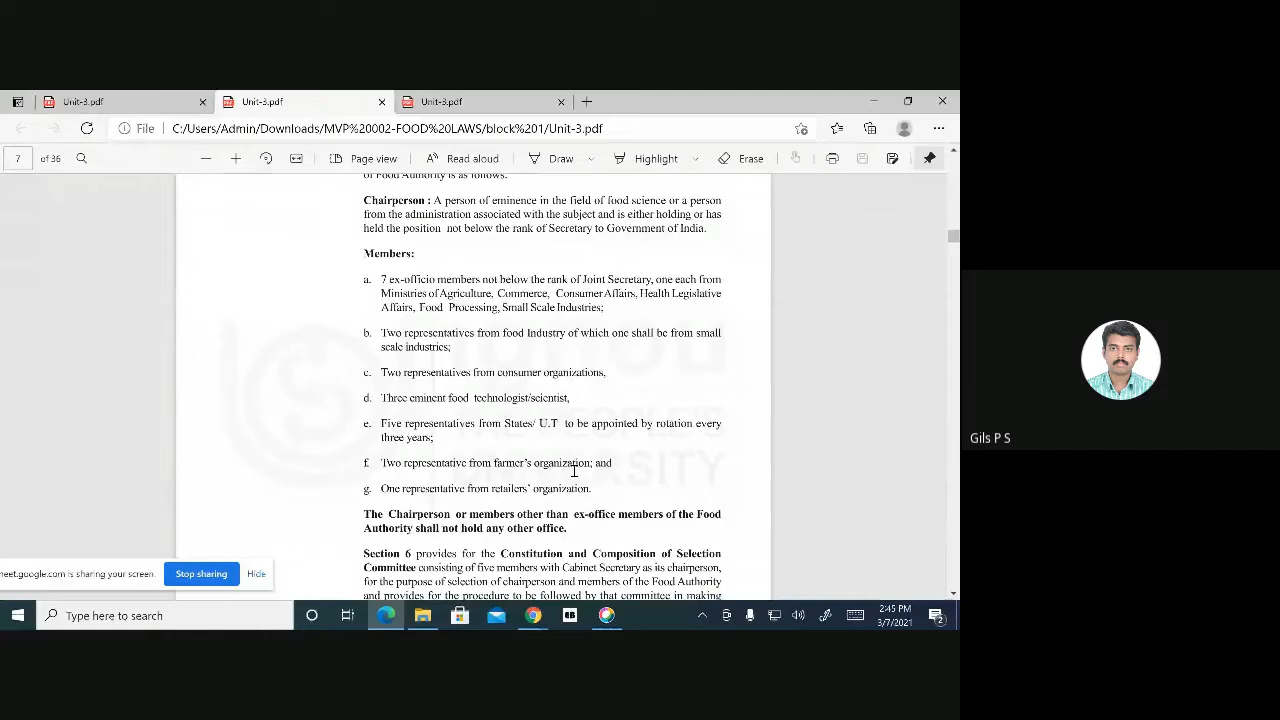 Unit-3.pdf
Unit-3.pdf
Unit-3.pdf
File
C:/Users/Admin/Downloads/MVP%20002-FOOD%20LAWS/block%201/Unit-3.pdf
7
of 36
Page view
Read aloud
Draw
Highlight
Erase
of Food Authority is as follows.
Chairperson : A person of eminence in the field of food science or a person
from the administration associated with the subject and is either holding or has
held the position not below the rank of Secretary to Government of India.
Members:
a. 7 ex-officio members not below the rank of Joint Secretary, one each from
Ministries of Agriculture, Commerce, Consumer Affairs, Health Legislative
Affairs, Food Processing, Small Scale Industries;
b. Two representatives from food Industry of which one shall be from small
scale industries;
c. Two representatives from consumer organizations,
d. Three eminent food technologist/scientist,
e. Five representatives from States/ U.T to be appointed by rotation every
three years;
f. Two representative from farmer's organization; and
g. One representative from retailers' organization.
The Chairperson or members other than ex-office members of the Food
Authority shall not hold any other office.
Section 6 provides for the Constitution and Composition of Selection
Committee consisting of five members with Cabinet Secretary as its chairperson,
for the purpose of selection of chairperson and members of the Food Authority
and provides for the procedure to be followed by that committee in making
THE PEOPLE'S
UNIVERSITY
meet.google.com is sharing your screen.
Stop sharing
Hide
Type here to search
2:45 PM
3/7/2021
2
Gils P S